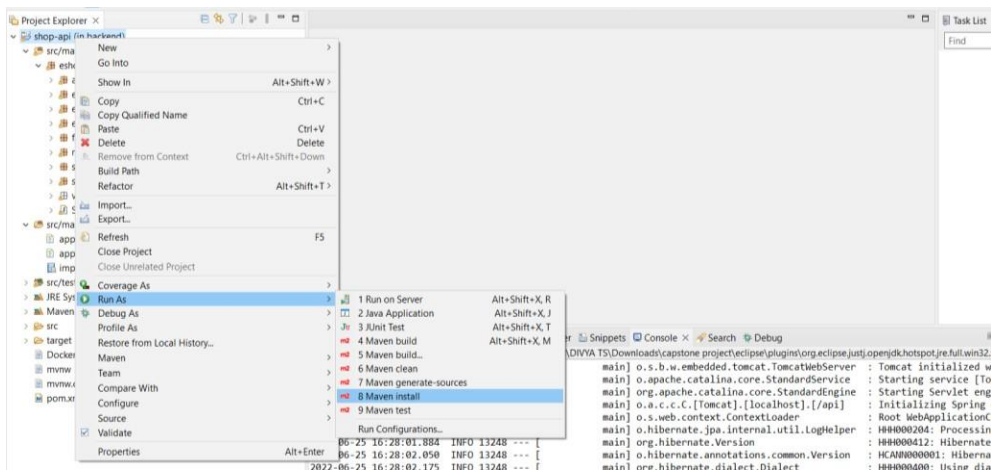 Project Explorer ×
Task List
shop-api (in backend)
Find
src/ma
New
Go Into
Show In Alt+Shift+W >
Copy Ctrl+C
Copy Qualified Name
Paste Ctrl+V
Delete Delete
Remove from Context Ctrl+Alt+Shift+Down
Build Path
Refactor Alt+Shift+T >
Import...
Export...
src/ma
Refresh F5
app
Close Project
app
Close Unrelated Project
imp
src/test
Coverage As
JRE Sys
Run As
Maven
Debug As
src
Profile As
target
Restore from Local History...
Docker
Maven
mvnw
Team
mvnw.c
Compare With
pom.xm
Configure
Source
Validate
Properties Alt+Enter
1 Run on Server Alt+Shift+X, R
2 Java Application Alt+Shift+X, J
3 JUnit Test Alt+Shift+X, T
4 Maven build Alt+Shift+X, M
5 Maven build...
6 Maven clean
7 Maven generate-sources
8 Maven install
9 Maven test
Run Configurations...
er Snippets Console × Search Debug
\DIVYA TS\Downloads\capstone project\eclipse\plugins\org.eclipse.justj.openjdk.hotspot.jre.full.win32.
main] o.s.b.w.embedded.tomcat.TomcatWebServer : Tomcat initialized w
main] o.apache.catalina.core.StandardService : Starting service [To
main] org.apache.catalina.core.StandardEngine : Starting Servlet eng
main] o.a.c.c.C.[Tomcat].[localhost].[/api] : Initializing Spring
main] o.s.web.context.ContextLoader : Root WebApplicationC
main] o.hibernate.jpa.internal.util.LogHelper : HHH000204: Processin
06-25 16:28:01.884 INFO 13248 --- [ main] org.hibernate.Version : HHH000412: Hibernate
06-25 16:28:02.050 INFO 13248 --- [ main] o.hibernate.annotations.common.Version : HCANN000001: Hiberna
2022-06-25 16:28:02.175 INFO 13248 --- [ main] org.hibernate.dialect.Dialect : HHH000400: Using dia